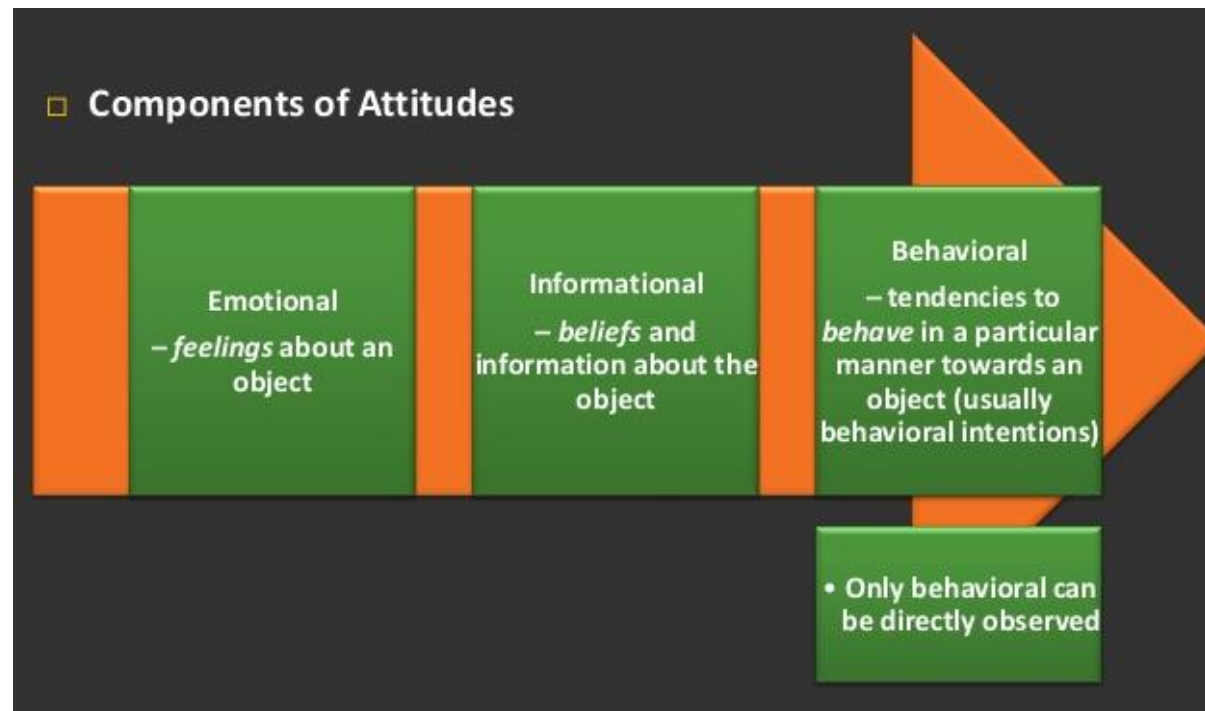 Components of Attitudes
Emotional
– feelings about an
object
Informational
– beliefs and
information about the
object
Behavioral
– tendencies to
behave in a particular
manner towards an
object (usually
behavioral intentions)
• Only behavioral can
be directly observed